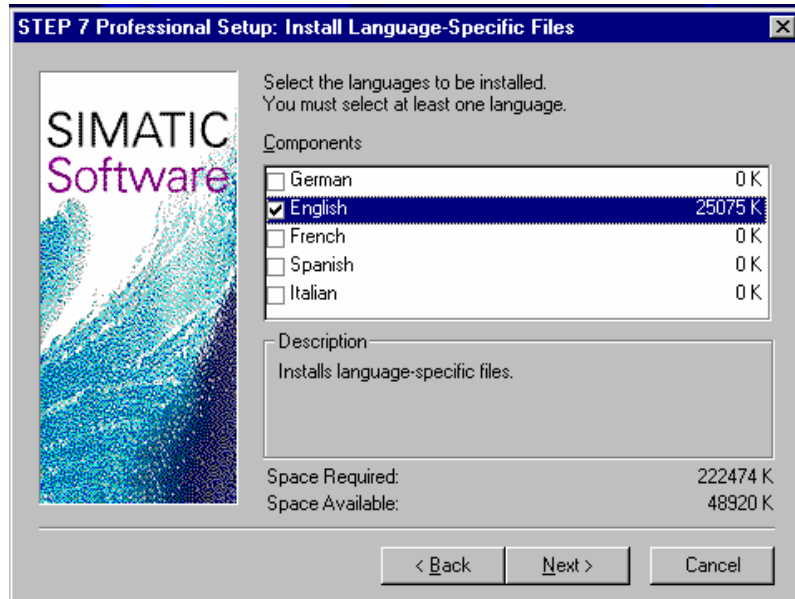 STEP 7 Professional Setup: Install Language-Specific Files
SIMATIC
Software
Select the languages to be installed.
You must select at least one language.
Components
German 0 K
English 25075 K
French 0 K
Spanish 0 K
Italian 0 K
Description
Installs language-specific files.
Space Required: 222474 K
Space Available: 48920 K
< Back Next > Cancel